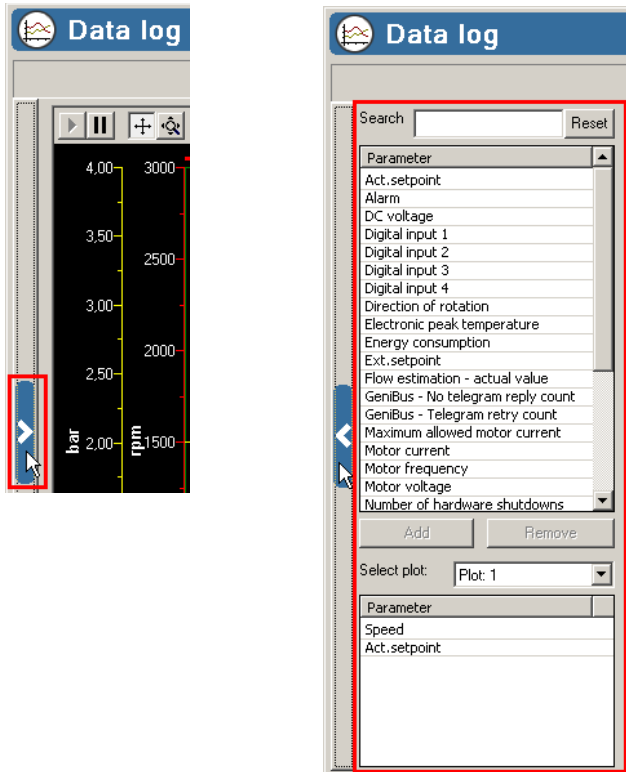 Data log
4,00
3000
3,50
2500
3,00
2000
2,50
2,00
1500
bar
rpm
Data log
Search
Reset
Parameter
Act.setpoint
Alarm
DC voltage
Digital input 1
Digital input 2
Digital input 3
Digital input 4
Direction of rotation
Electronic peak temperature
Energy consumption
Ext.setpoint
Flow estimation - actual value
GeniBus - No telegram reply count
GeniBus - Telegram retry count
Maximum allowed motor current
Motor current
Motor frequency
Motor voltage
Number of hardware shutdowns
Add
Remove
Select plot:
Plot: 1
Parameter
Speed
Act.setpoint